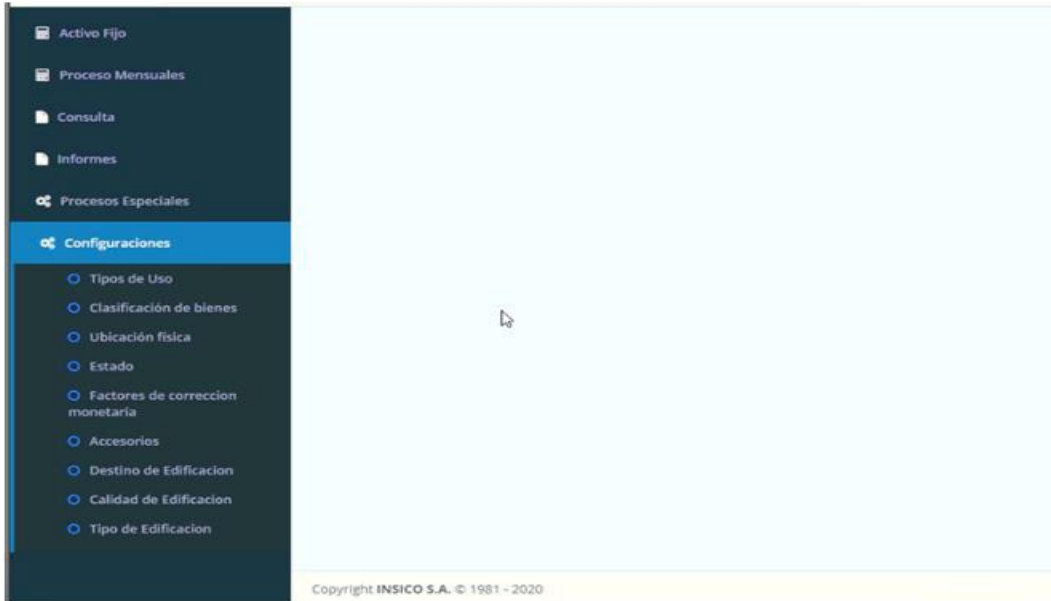 Activo Fijo
Proceso Mensuales
Consulta
Informes
Procesos Especiales
Configuraciones
Tipos de Uso
Clasificación de bienes
Ubicación física
Estado
Factores de correccion
monetaria
Accesorios
Destino de Edificacion
Calidad de Edificacion
Tipo de Edificacion
Copyright INSICO S.A. © 1981 - 2020